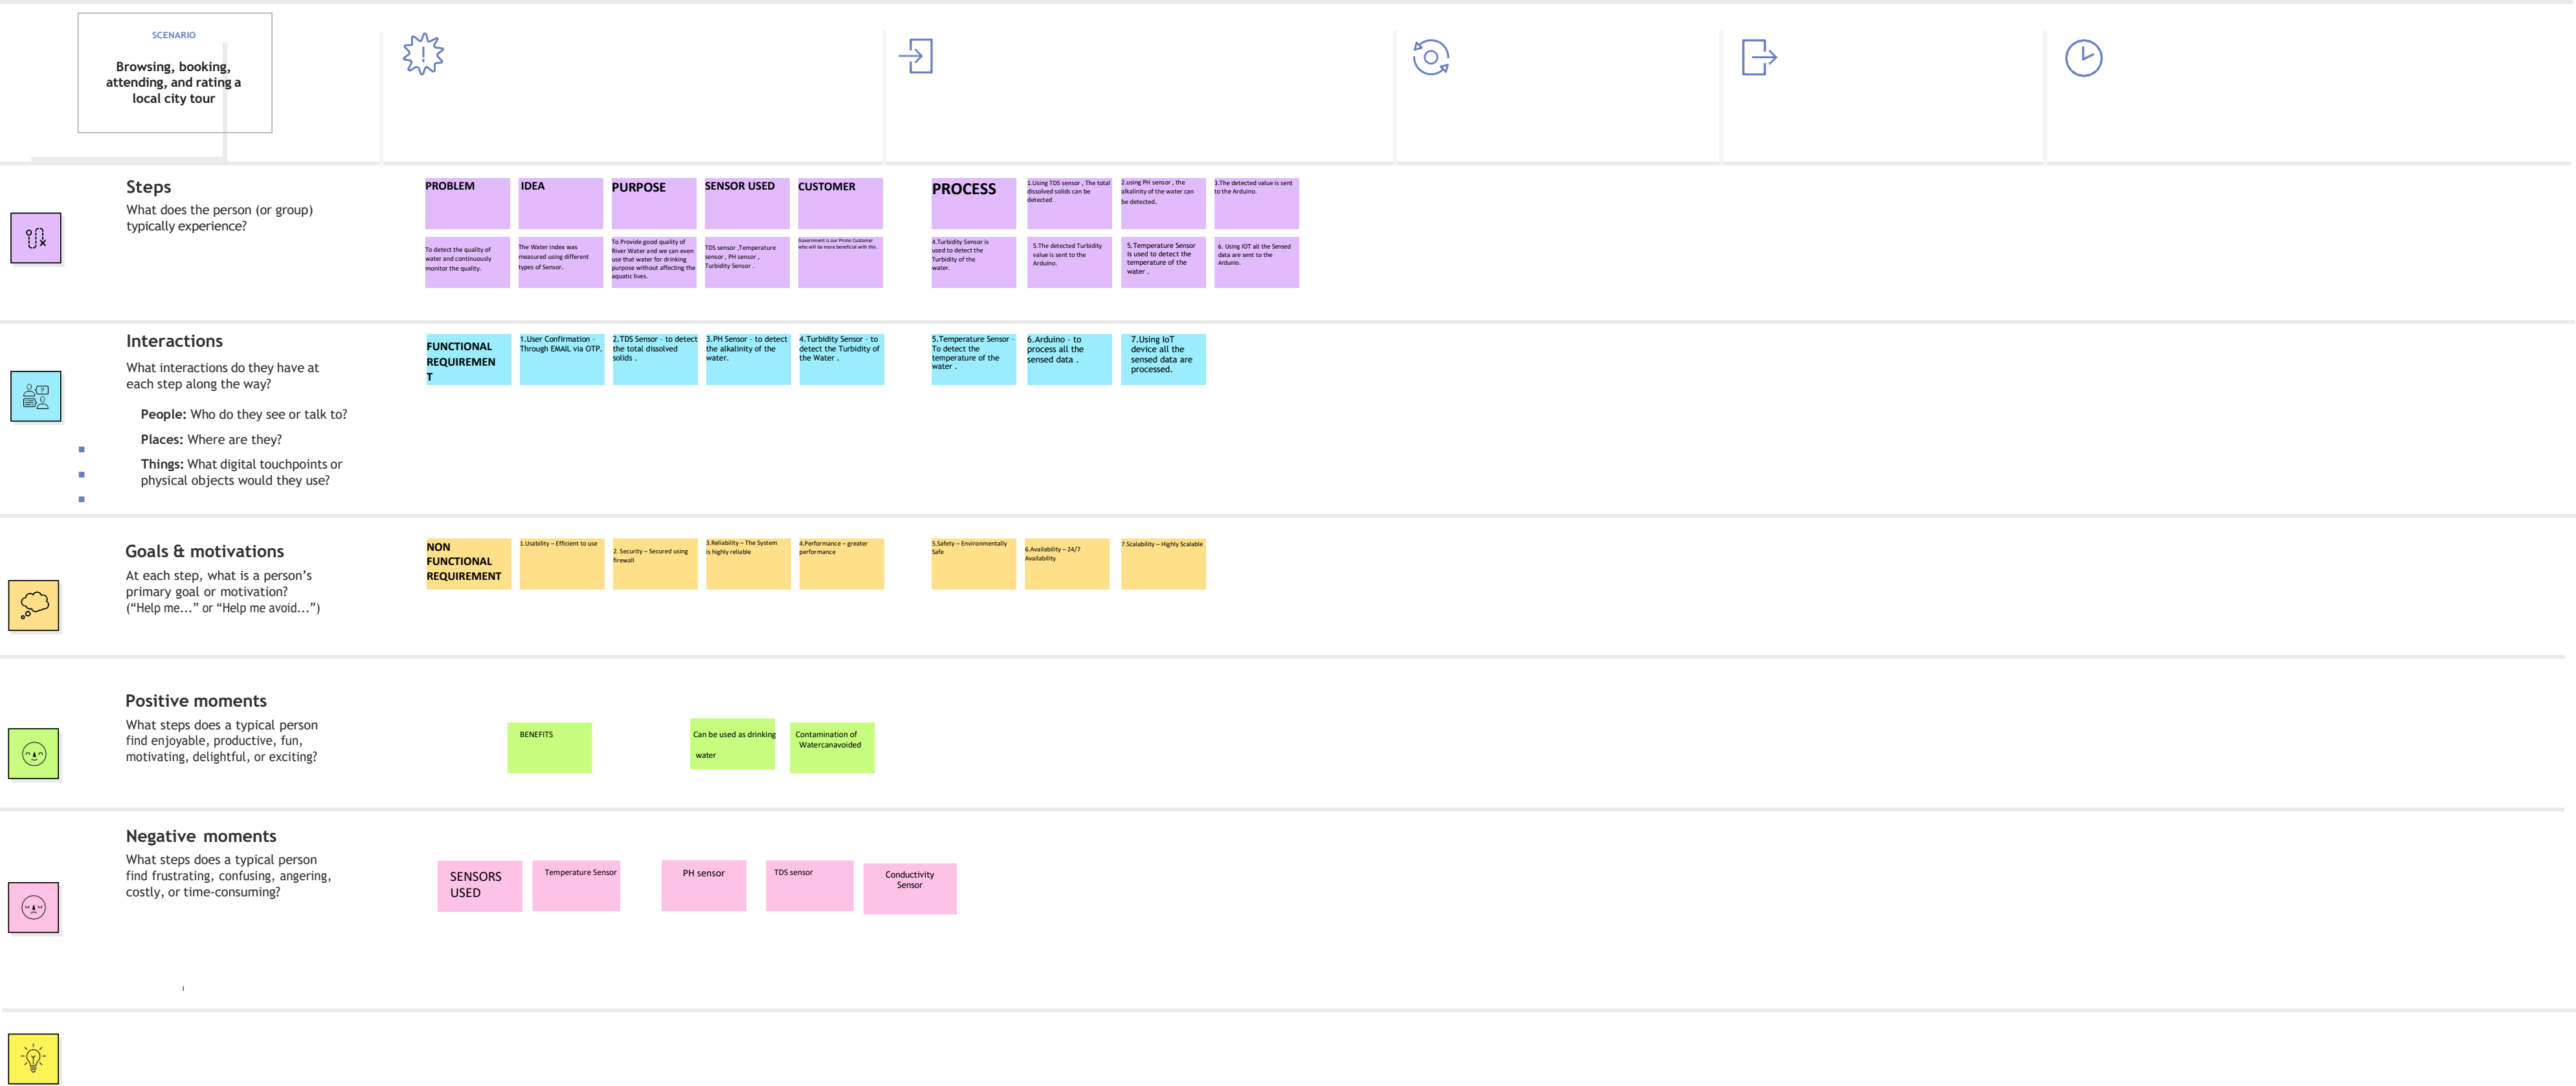 SCENARIO
Browsing, booking,
attending, and rating a
local city tour
Steps
What does the person (or group)
typically experience?
PROBLEM
IDEA
PURPOSE
SENSOR USED
CUSTOMER
PROCESS
1.Using TDS sensor , The total
dissolved solids can be
detected .
2.using PH sensor , the
alkalinity of the water can
be detected.
3.The detected value is sent
to the Arduino.
To detect the quality of
water and continuously
monitor the quality.
The Water index was
measured using different
types of Sensor.
To Provide good quality of
River Water and we can even
use that water for drinking
purpose without affecting the
aquatic lives.
TDS sensor ,Temperature
sensor , PH sensor ,
Turbidity Sensor .
Government is our Prime Customer
who will be more beneficial with this.
4.Turbidity Sensor is
used to detect the
Turbidity of the
water.
5.The detected Turbidity
value is sent to the
Arduino.
5.Temperature Sensor
is used to detect the
temperature of the
water .
6. Using IOT all the Sensed
data are sent to the
Ardunio.
Interactions
What interactions do they have at
each step along the way?
People: Who do they see or talk to?
Places: Where are they?
Things: What digital touchpoints or
physical objects would they use?
FUNCTIONAL
REQUIREMEN
T
1.User Confirmation –
Through EMAIL via OTP.
2.TDS Sensor – to detect
the total dissolved
solids .
3.PH Sensor – to detect
the alkalinity of the
water.
4.Turbidity Sensor – to
detect the Turbidity of
the Water .
5.Temperature Sensor –
To detect the
temperature of the
water .
6.Arduino – to
process all the
sensed data .
7.Using IoT
device all the
sensed data are
processed.
Goals & motivations
At each step, what is a person’s
primary goal or motivation?
(“Help me...” or “Help me avoid...”)
NON
FUNCTIONAL
REQUIREMENT
1.Usability – Efficient to use
2. Security – Secured using
firewall
3.Reliability – The System
is highly reliable
4.Performance – greater
performance
5.Safety – Environmentally
Safe
6.Availability – 24/7
Availability
7.Scalability – Highly Scalable
Positive moments
What steps does a typical person
find enjoyable, productive, fun,
motivating, delightful, or exciting?
BENEFITS
Can be used as drinking
water
Contamination of
Watercanavoided
Negative moments
What steps does a typical person
find frustrating, confusing, angering,
costly, or time-consuming?
SENSORS
USED
Temperature Sensor
PH sensor
TDS sensor
Conductivity
Sensor